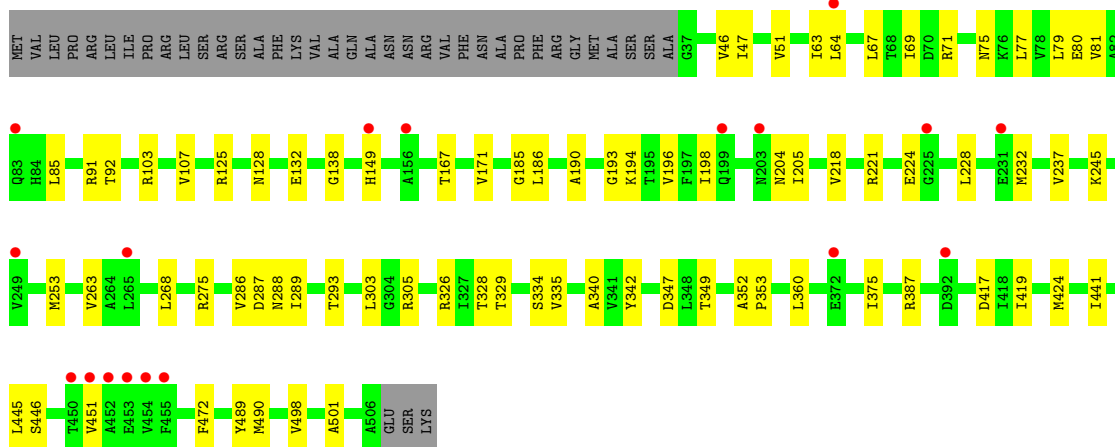 MET VAL LEU PRO ARG LEU ILE PRO ARG LEU SER ARG SER ALA PHE LYS VAL ALA GLN ALA ASN ASN ARG VAL PHE ASN ALA PRO PHE ARG GLY MET ALA SER SER ALA G37 V46 I47 V51 I63 L64 L67 T68 I69 D70 R71 N75 K76 L77 V78 L79 E80 V81 A82
Q83 H84 L85 R91 T92 R103 V107 R125 N128 E132 G138 H149 A156 T167 V171 G185 L186 A190 G193 K194 T195 V196 F197 I198 Q199 N203 N204 I205 V218 R221 E224 G225 L228 E231 M232 V237 K245
V249 M253 V263 A264 L265 L268 R275 V286 D287 N288 I289 T293 L303 G304 R305 R326 I327 T328 T329 S334 V335 A340 V341 Y342 D347 L348 T349 A352 P353 L360 E372 I375 R387 D392 D417 I418 I419 M424 I441
L445 S446 T450 V451 A452 E453 V454 F455 F472 Y489 M490 V498 A501 A506 GLU SER LYS